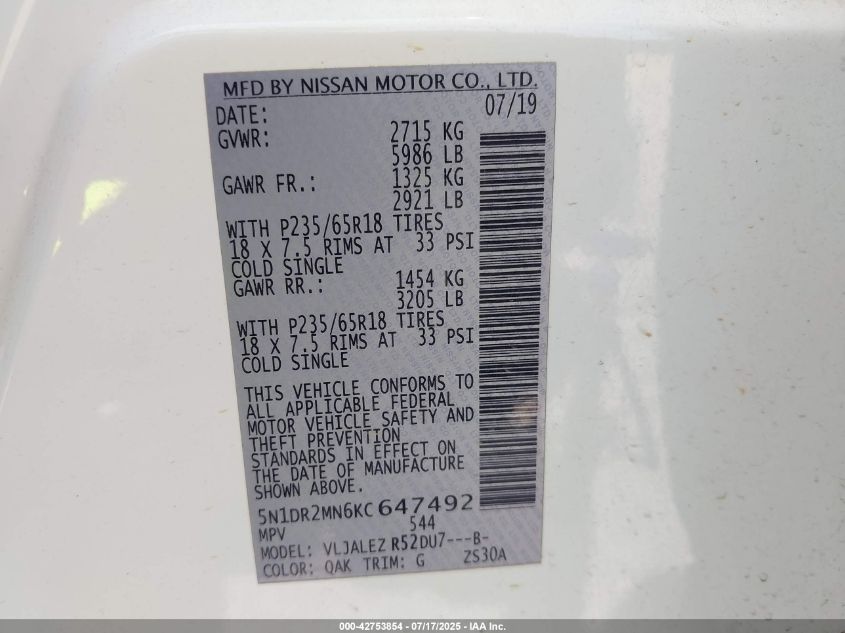 MFD BY NISSAN MOTOR CO., LTD.
DATE: 07/19
GVWR: 2715 KG
5986 LB
GAWR FR.: 1325 KG
2921 LB
WITH P235/65R18 TIRES
18 X 7.5 RIMS AT 33 PSI
COLD SINGLE
GAWR RR.: 1454 KG
3205 LB
WITH P235/65R18 TIRES
18 X 7.5 RIMS AT 33 PSI
COLD SINGLE
THIS VEHICLE CONFORMS TO
ALL APPLICABLE FEDERAL
MOTOR VEHICLE SAFETY AND
THEFT PREVENTION
STANDARDS IN EFFECT ON
THE DATE OF MANUFACTURE
SHOWN ABOVE.
5N1DR2MN6KC647492
MPV 544
MODEL: VLJALEZ R52DU7---B-
COLOR: QAK TRIM: G ZS30A
000-42753854 - 07/17/2025 - IAA Inc.